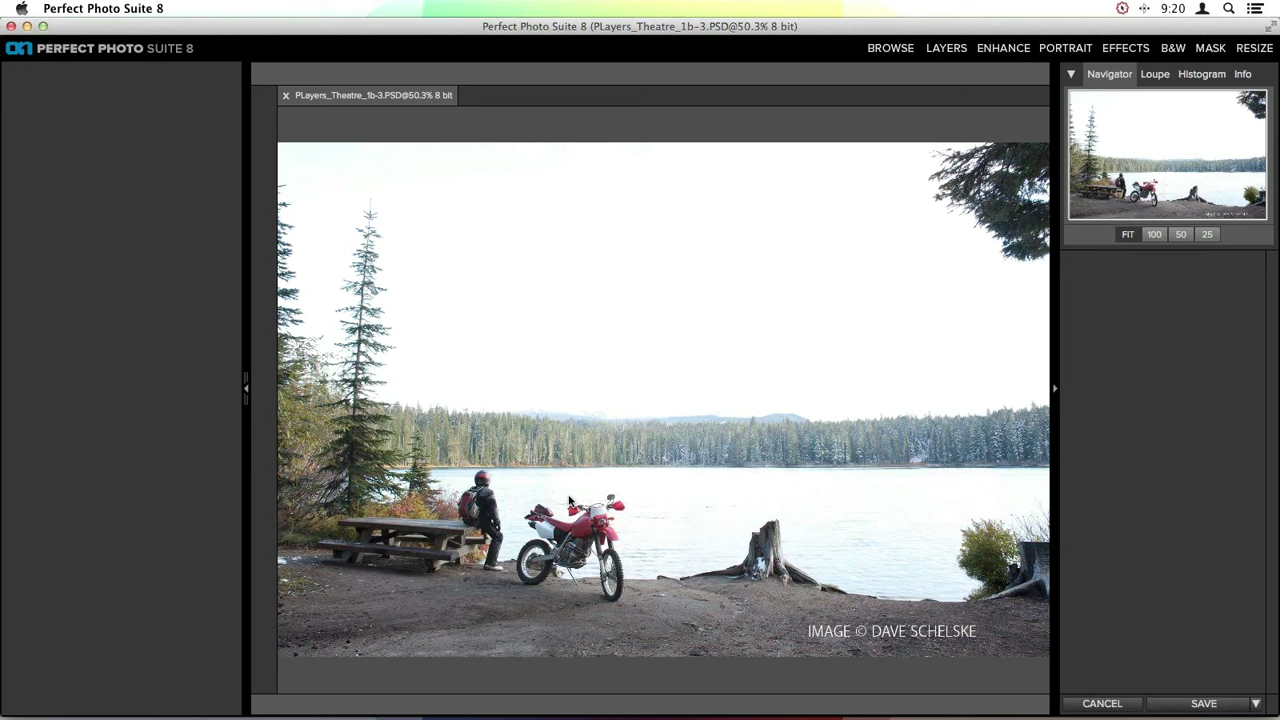 Perfect Photo Suite 8
9:20
Perfect Photo Suite 8 (PLayers_Theatre_1b-3.PSD@50.3% 8 bit)
PERFECT PHOTO SUITE 8
BROWSE LAYERS ENHANCE PORTRAIT EFFECTS B&W MASK RESIZE
Navigator Loupe Histogram Info
X PLayers_Theatre_1b-3.PSD@50.3% 8 bit
FIT 100 50 25
IMAGE © DAVE SCHELSKE
CANCEL SAVE